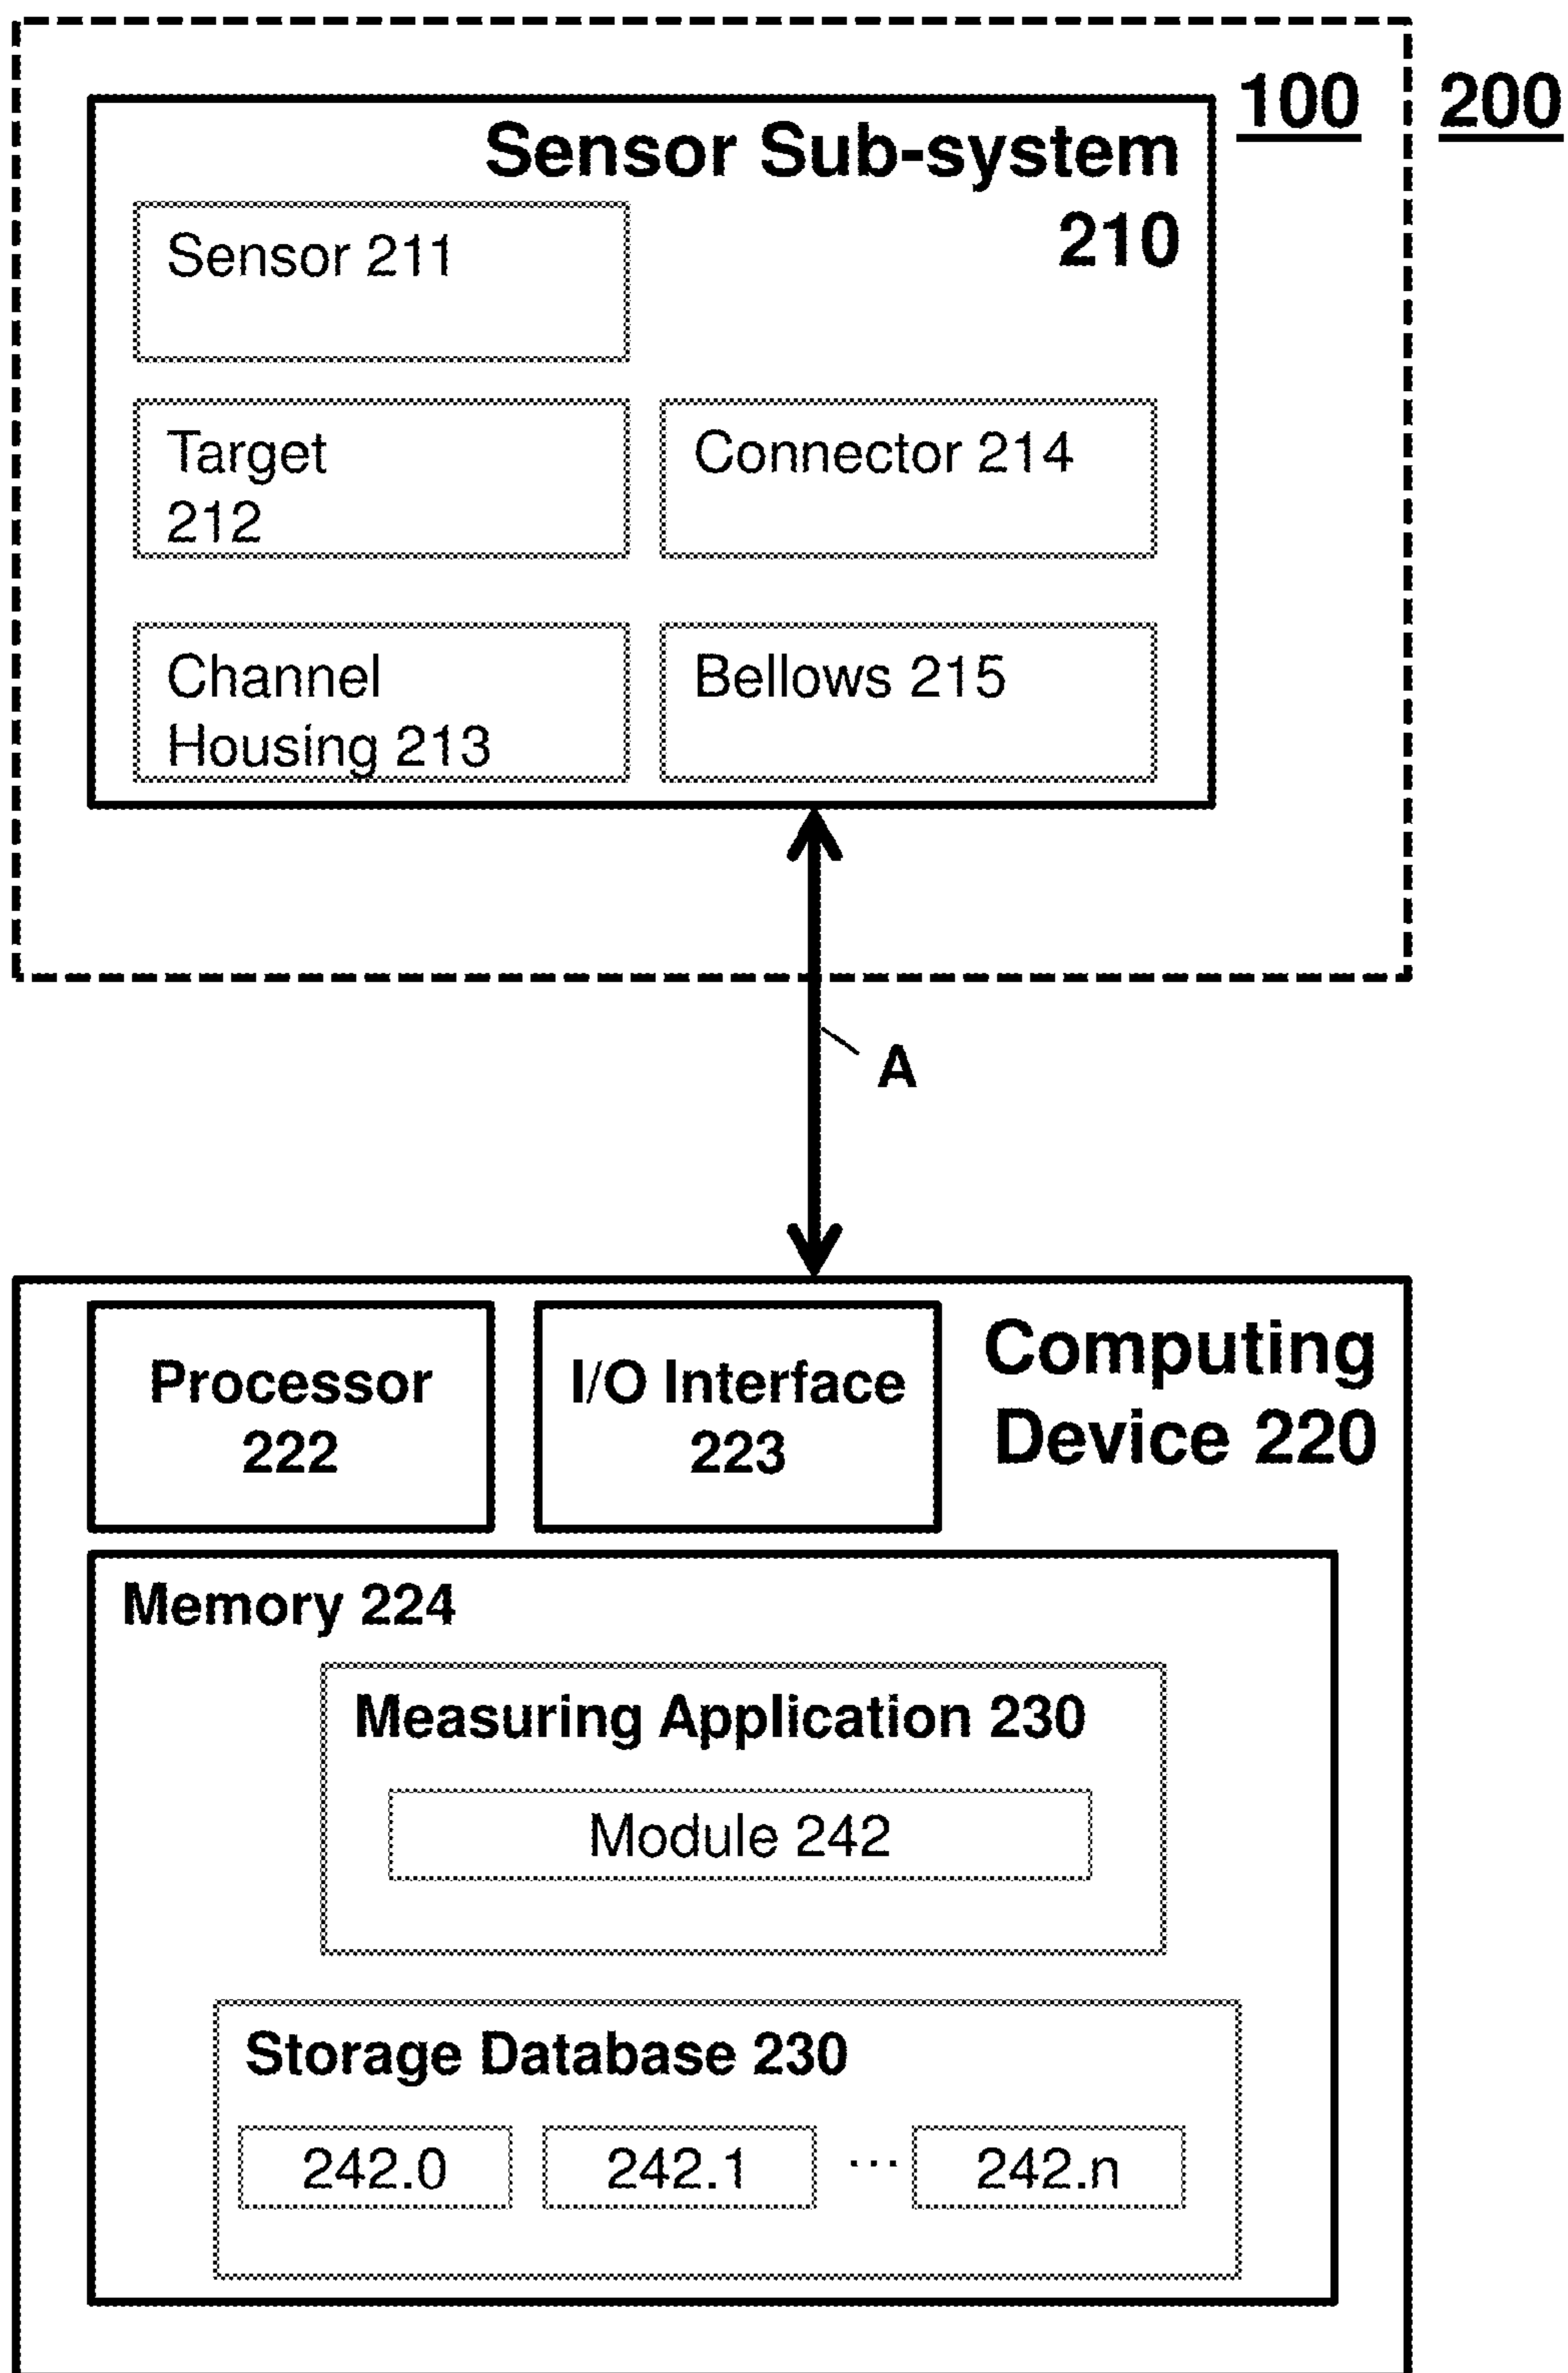 100
200
Sensor Sub-system
210
Sensor 211
Target
212
Connector 214
Channel
Housing 213
Bellows 215
A
Computing
Device 220
Processor
222
I/O Interface
223
Memory 224
Measuring Application 230
Module 242
Storage Database 230
242.0
242.1
...
242.n